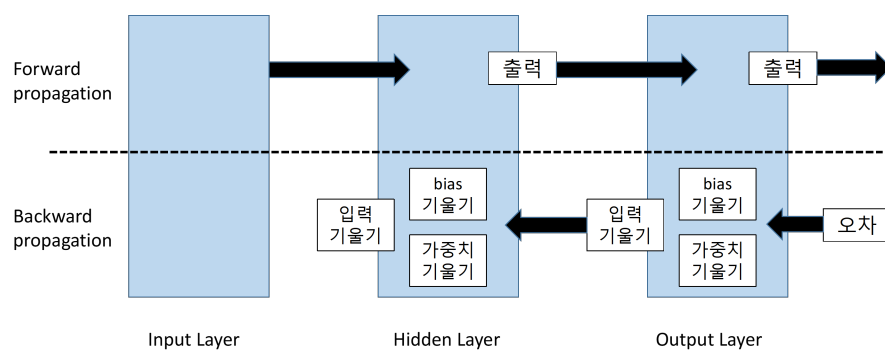 Forward
propagation
출력
출력
Backward
propagation
입력
기울기
bias
기울기
가중치
기울기
입력
기울기
bias
기울기
가중치
기울기
오차
Input Layer
Hidden Layer
Output Layer